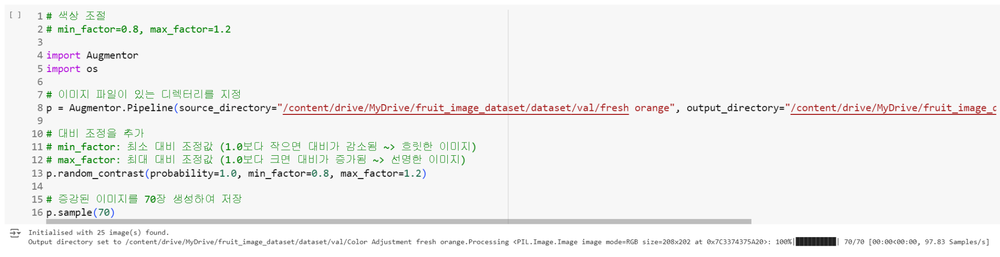 [ ]
1 # 색상 조절
2 # min_factor=0.8, max_factor=1.2
3
4 import Augmentor
5 import os
6
7 # 이미지 파일이 있는 디렉터리를 지정
8 p = Augmentor.Pipeline(source_directory="/content/drive/MyDrive/fruit_image_dataset/dataset/val/fresh orange", output_directory="/content/drive/MyDrive/fruit_image_d
9
10 # 대비 조정을 추가
11 # min_factor: 최소 대비 조정값 (1.0보다 작으면 대비가 감소됨 ~> 흐릿한 이미지)
12 # max_factor: 최대 대비 조정값 (1.0보다 크면 대비가 증가됨 ~> 선명한 이미지)
13 p.random_contrast(probability=1.0, min_factor=0.8, max_factor=1.2)
14
15 # 증강된 이미지를 70장 생성하여 저장
16 p.sample(70)
Initialised with 25 image(s) found.
Output directory set to /content/drive/MyDrive/fruit_image_dataset/dataset/val/Color Adjustment fresh orange.Processing <PIL.Image.Image image mode=RGB size=208x202 at 0x7C3374375A20>: 100%|██████████| 70/70 [00:00<00:00, 97.83 Samples/s]